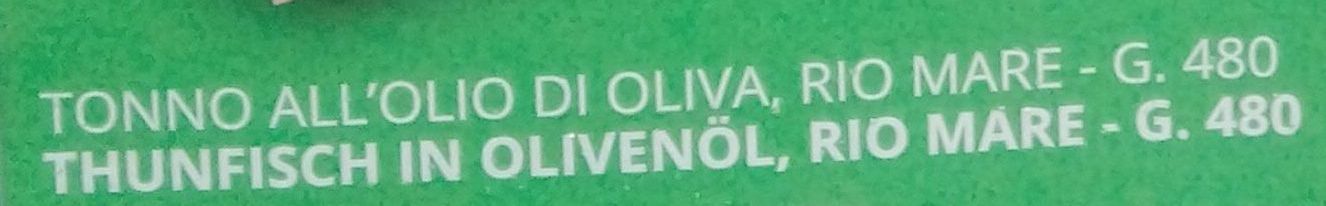 TONNO ALL'OLIO DI OLIVA, RIO MARE - G. 480
THUNFISCH IN OLIVENÖL, RIO MARE - G. 480